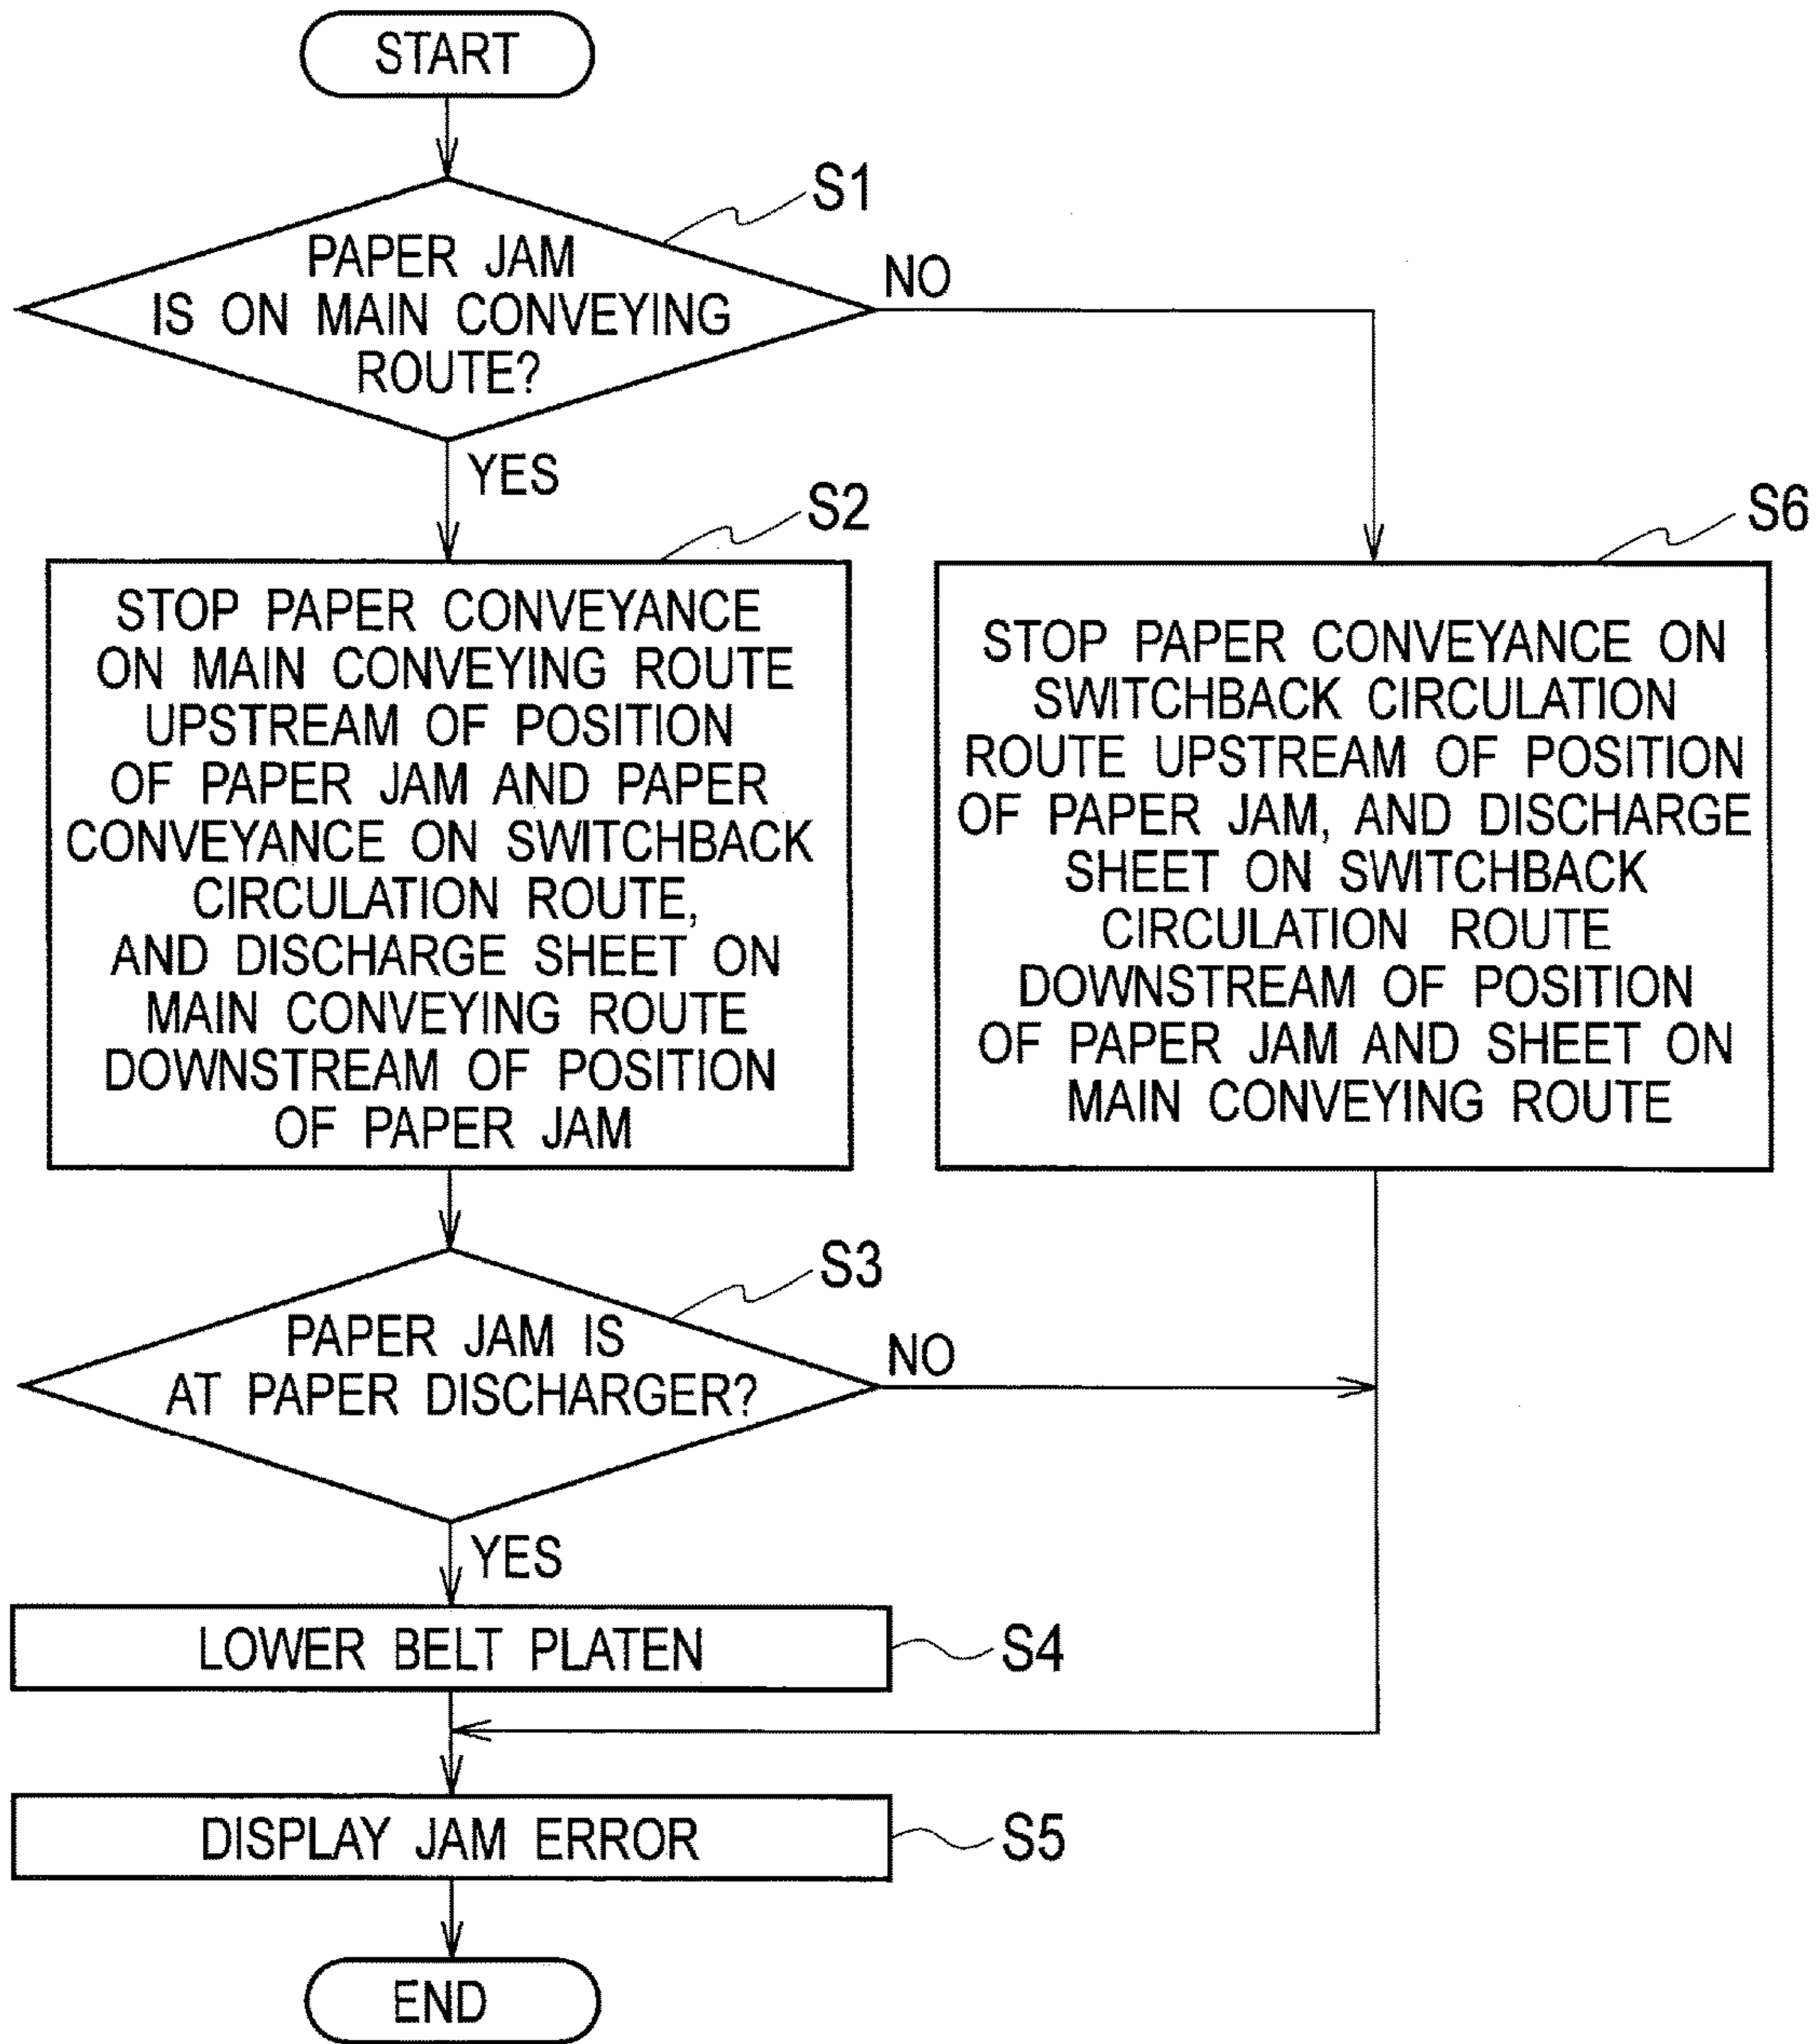 START
S1
PAPER JAM
IS ON MAIN CONVEYING
ROUTE?
NO
YES
S2
STOP PAPER CONVEYANCE
ON MAIN CONVEYING ROUTE
UPSTREAM OF POSITION
OF PAPER JAM AND PAPER
CONVEYANCE ON SWITCHBACK
CIRCULATION ROUTE,
AND DISCHARGE SHEET ON
MAIN CONVEYING ROUTE
DOWNSTREAM OF POSITION
OF PAPER JAM
S6
STOP PAPER CONVEYANCE ON
SWITCHBACK CIRCULATION
ROUTE UPSTREAM OF POSITION
OF PAPER JAM, AND DISCHARGE
SHEET ON SWITCHBACK
CIRCULATION ROUTE
DOWNSTREAM OF POSITION
OF PAPER JAM AND SHEET ON
MAIN CONVEYING ROUTE
S3
PAPER JAM IS
AT PAPER DISCHARGER?
NO
YES
LOWER BELT PLATEN
S4
DISPLAY JAM ERROR
S5
END